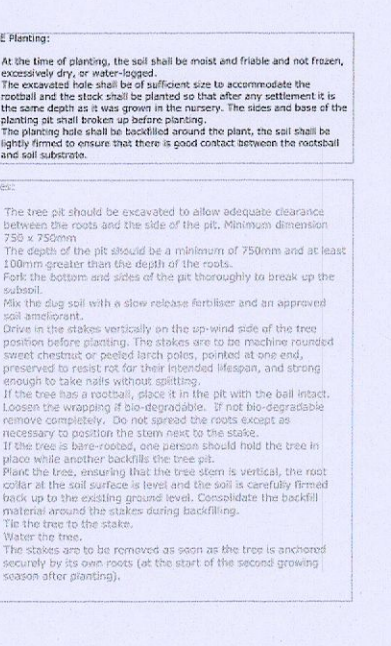 E Planting:
At the time of planting, the soil shall be moist and friable and not frozen,
excessively dry, or water-logged.
The excavated hole shall be of sufficient size to accommodate the
rootball and the stock shall be planted so that after any settlement it is
the same depth as it was grown in the nursery. The sides and base of the
planting pit shall broken up before planting.
The planting hole shall be backfilled around the plant, the soil shall be
lightly firmed to ensure that there is good contact between the rootsball
and soil substrate.
es:
The tree pit should be excavated to allow adequate clearance
between the roots and the side of the pit. Minimum dimension
750 x 750mm
The depth of the pit should be a minimum of 750mm and at least
100mm greater than the depth of the roots.
Fork the bottom and sides of the pit thoroughly to break up the
subsoil.
Mix the dug soil with a slow release fertiliser and an approved
soil ameliorant.
Drive in the stakes vertically on the up-wind side of the tree
position before planting. The stakes are to be machine rounded
sweet chestnut or peeled larch poles, pointed at one end,
preserved to resist rot for their intended lifespan, and strong
enough to take nails without splitting.
If the tree has a rootball, place it in the pit with the ball intact.
Loosen the wrapping if bio-degradable. If not bio-degradable
remove completely. Do not spread the roots except as
necessary to position the stem next to the stake.
If the tree is bare-rooted, one person should hold the tree in
place while another backfills the tree pit.
Plant the tree, ensuring that the tree stem is vertical, the root
collar at the soil surface is level and the soil is carefully firmed
back up to the existing ground level. Consolidate the backfill
material around the stakes during backfilling.
Tie the tree to the stake.
Water the tree.
The stakes are to be removed as soon as the tree is anchored
securely by its own roots (at the start of the second growing
season after planting).